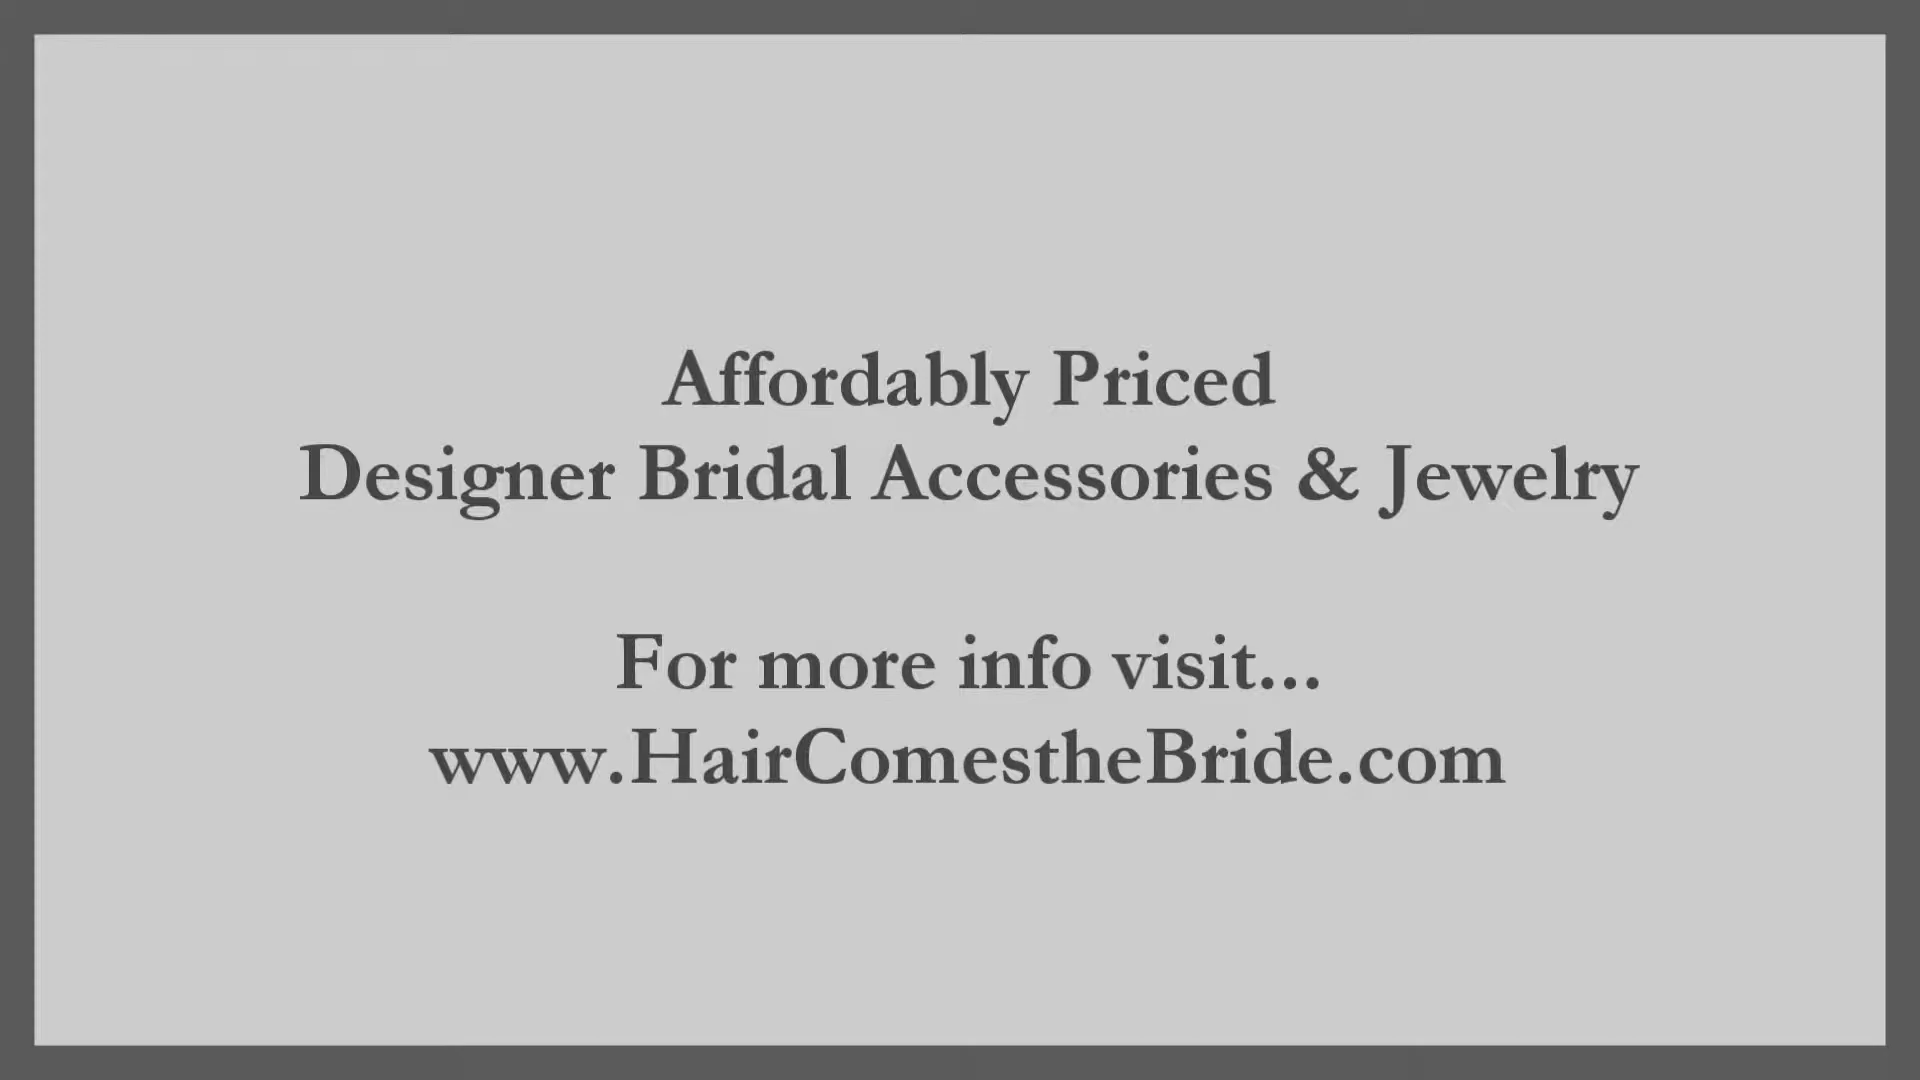 Affordably Priced
Designer Bridal Accessories & Jewelry
For more info visit...
www.HairComestheBride.com